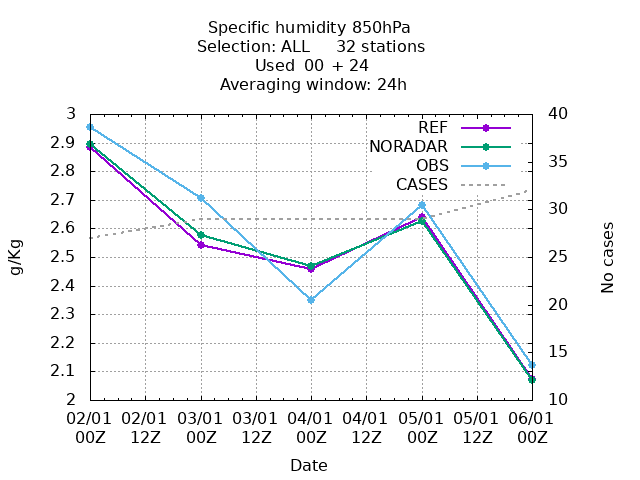 Specific humidity 850hPa
Selection: ALL 32 stations
Used 00 + 24
Averaging window: 24h
3
2.9
2.8
2.7
2.6
2.5
2.4
2.3
2.2
2.1
2
g/Kg
40
35
30
25
20
15
10
No cases
REF
NORADAR
OBS
CASES
02/01 02/01 03/01 03/01 04/01 04/01 05/01 05/01 06/01
00Z 12Z 00Z 12Z 00Z 12Z 00Z 12Z 00Z
Date